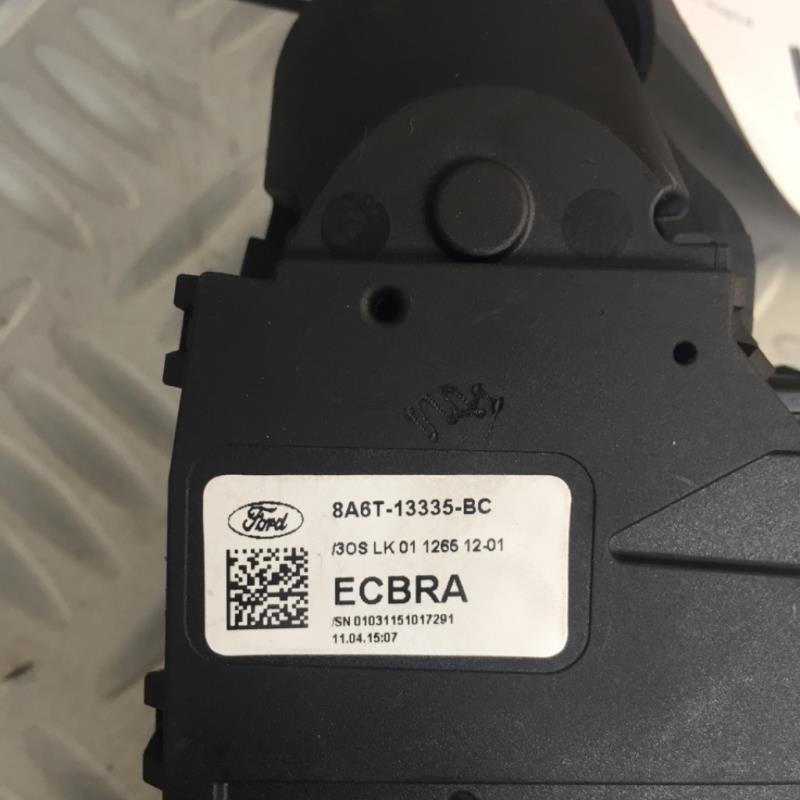 Ford
8A6T-13335-BC
/3OS LK 01 1265 12-01
ECBRA
/SN 01031151017291
11.04.15:07